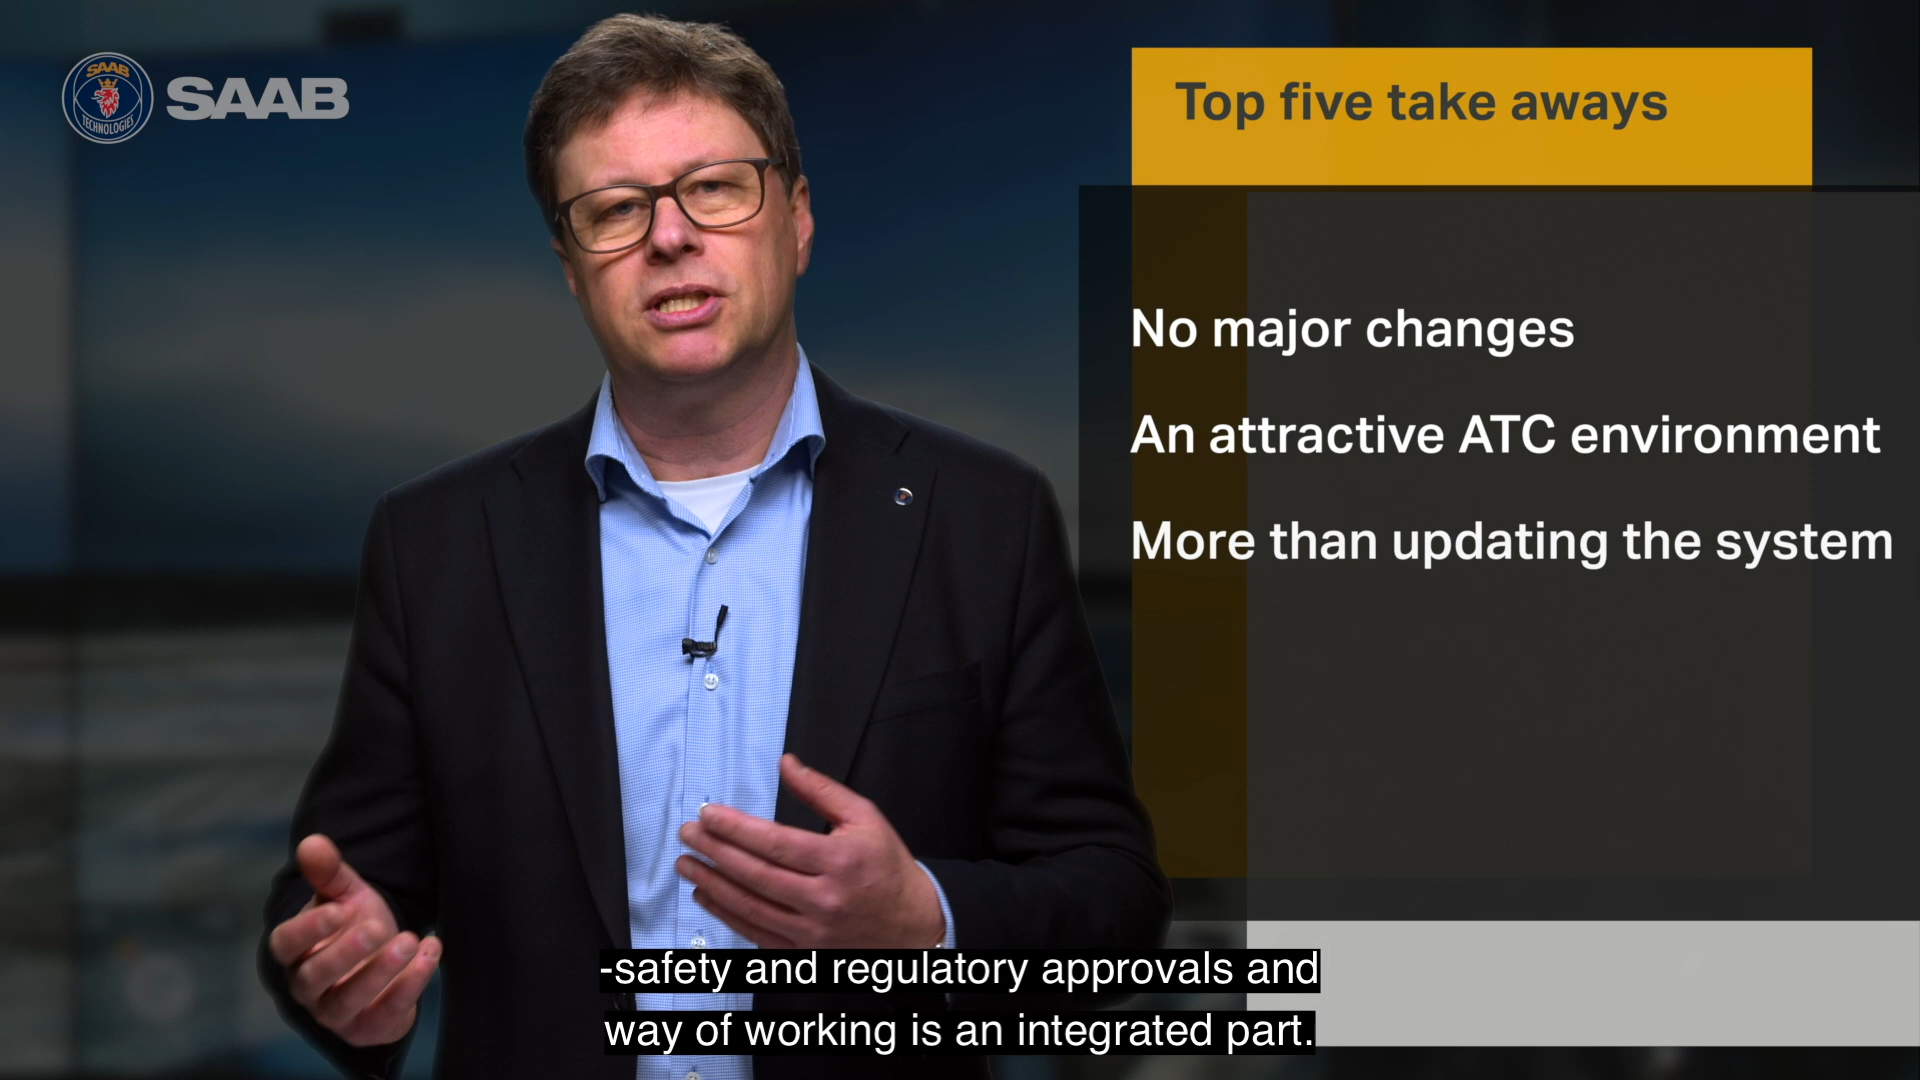 SAAB
TECHNOLOGIES
SAAB
Top five take aways
No major changes
An attractive ATC environment
More than updating the system
-safety and regulatory approvals and
way of working is an integrated part.